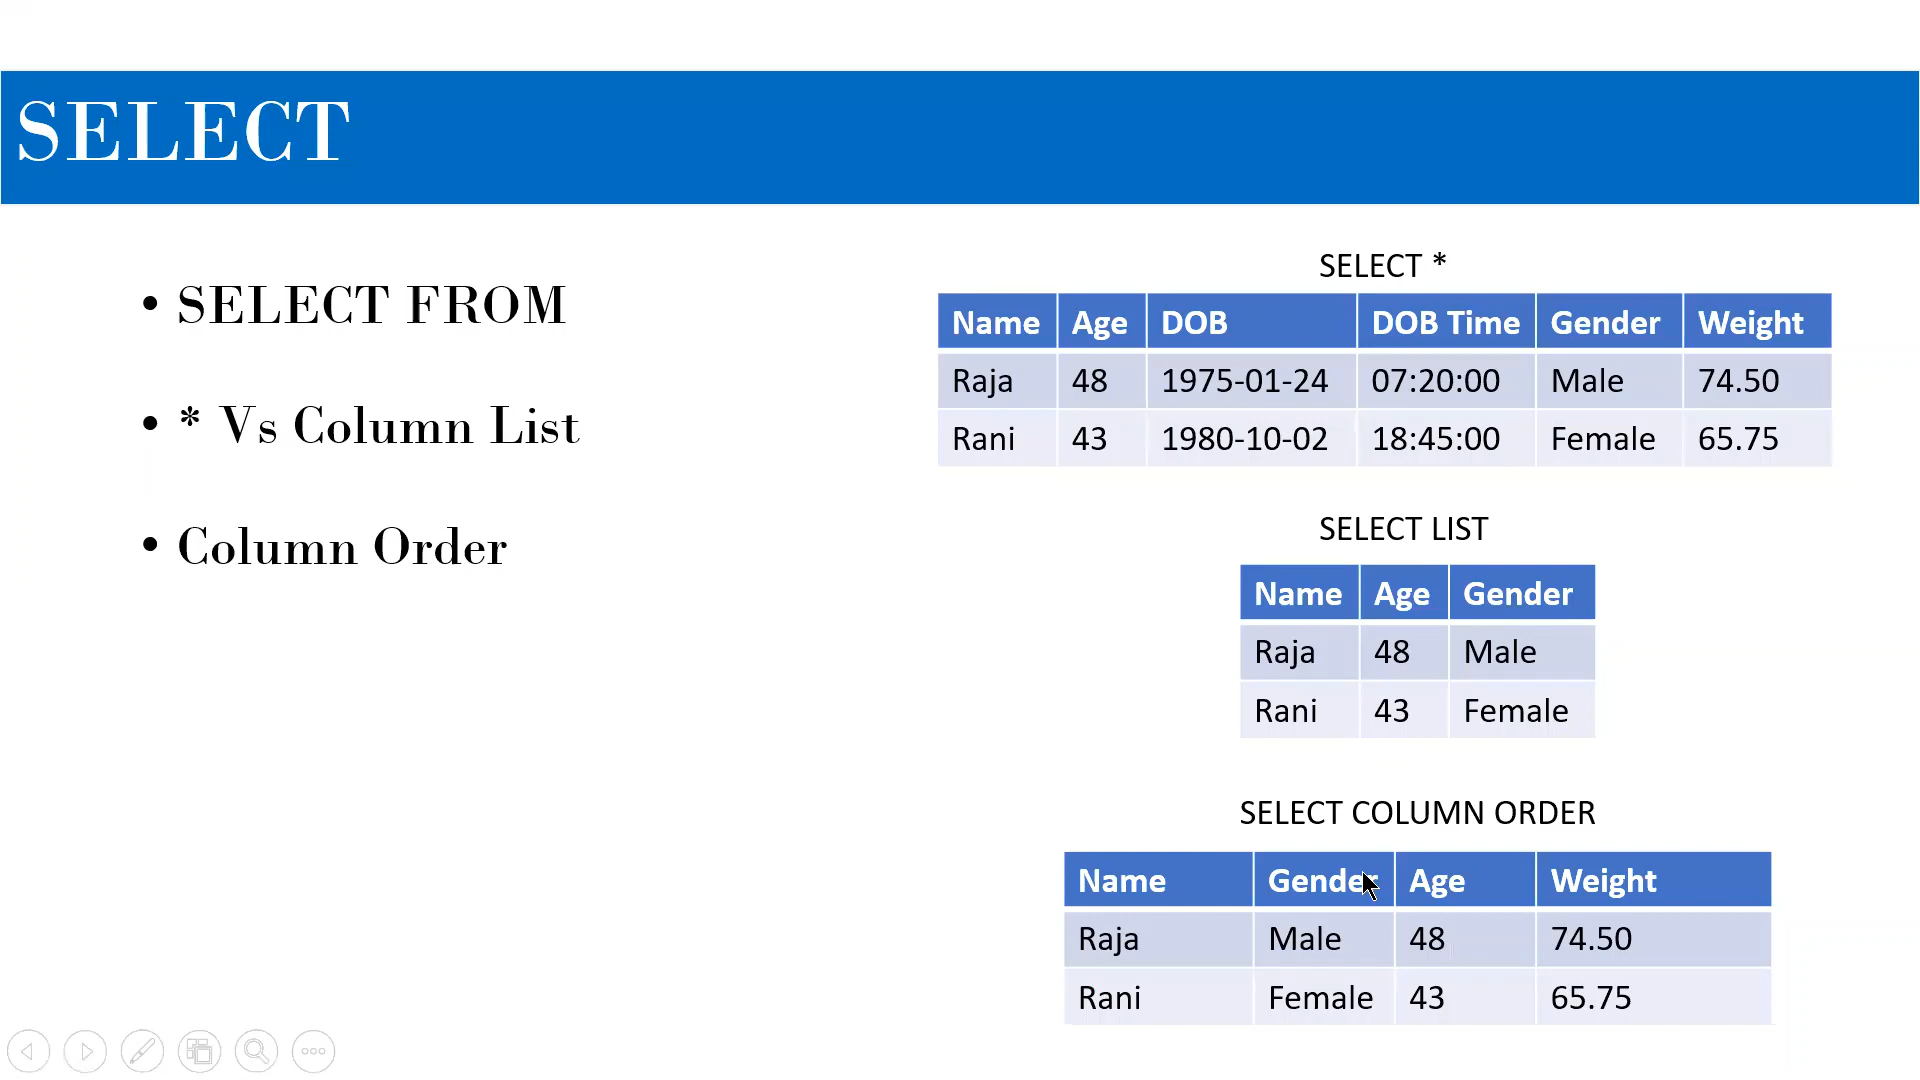 SELECT
• SELECT FROM
• * Vs Column List
• Column Order
SELECT *
Name Age DOB DOB Time Gender Weight
Raja 48 1975-01-24 07:20:00 Male 74.50
Rani 43 1980-10-02 18:45:00 Female 65.75
SELECT LIST
Name Age Gender
Raja 48 Male
Rani 43 Female
SELECT COLUMN ORDER
Name Gender Age Weight
Raja Male 48 74.50
Rani Female 43 65.75